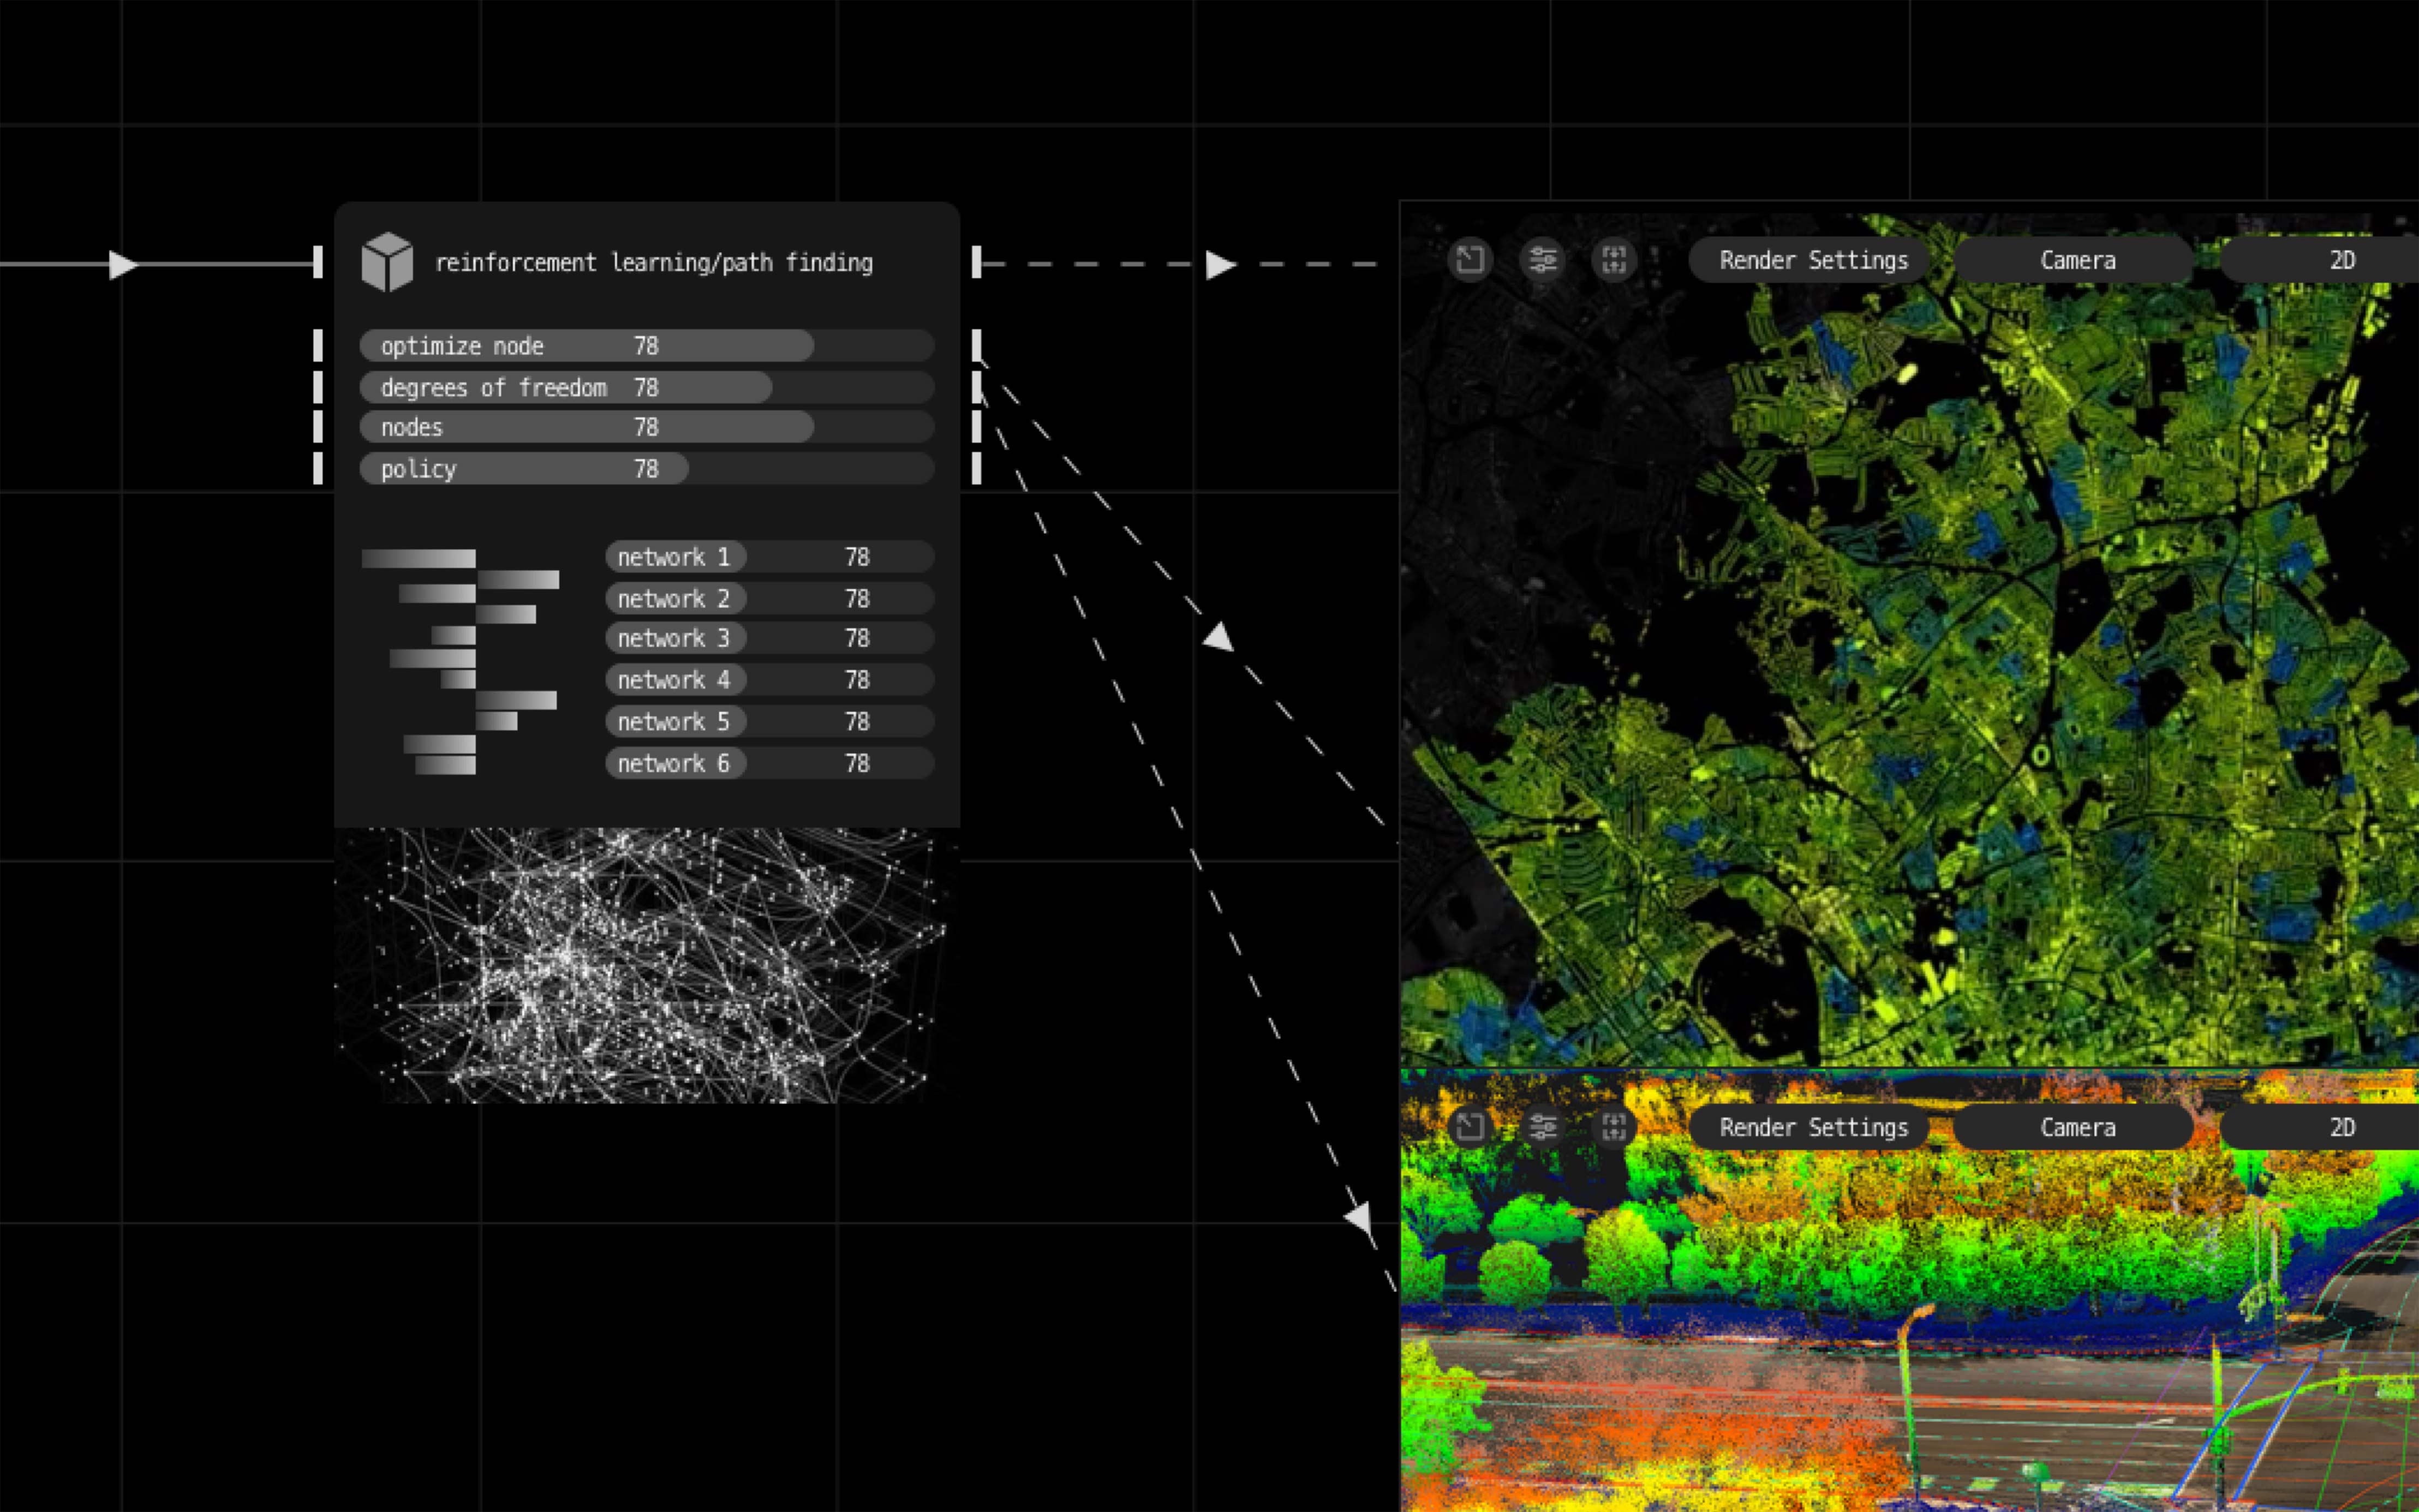 reinforcement learning/path finding
optimize node 78
degrees of freedom 78
nodes 78
policy 78
network 1 78
network 2 78
network 3 78
network 4 78
network 5 78
network 6 78
Render Settings Camera 2D
Render Settings Camera 2D